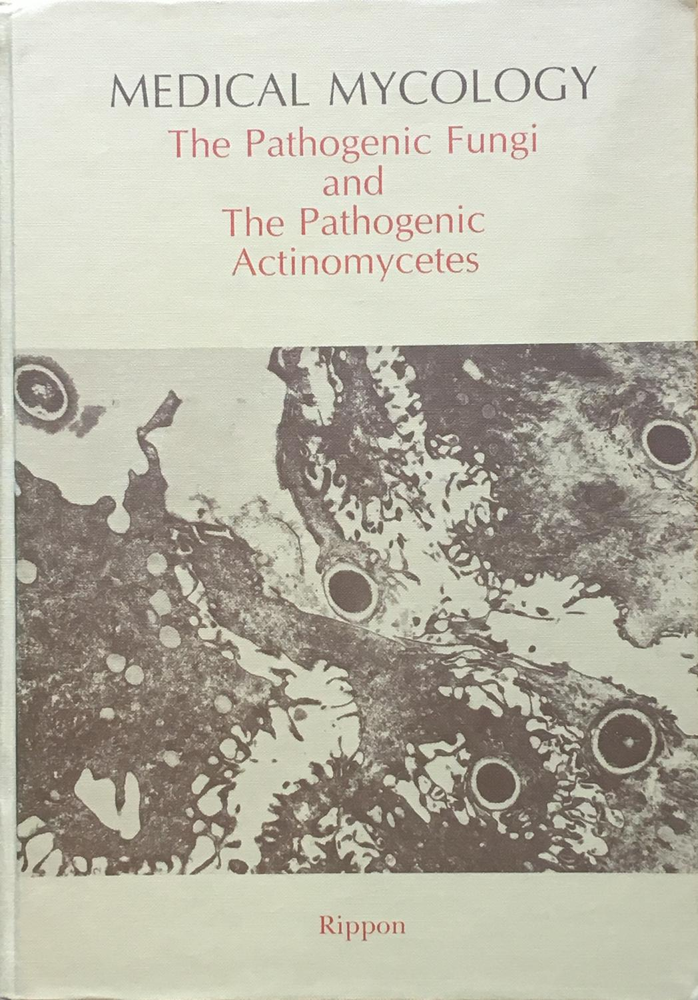 MEDICAL MYCOLOGY
The Pathogenic Fungi
and
The Pathogenic
Actinomycetes
Rippon